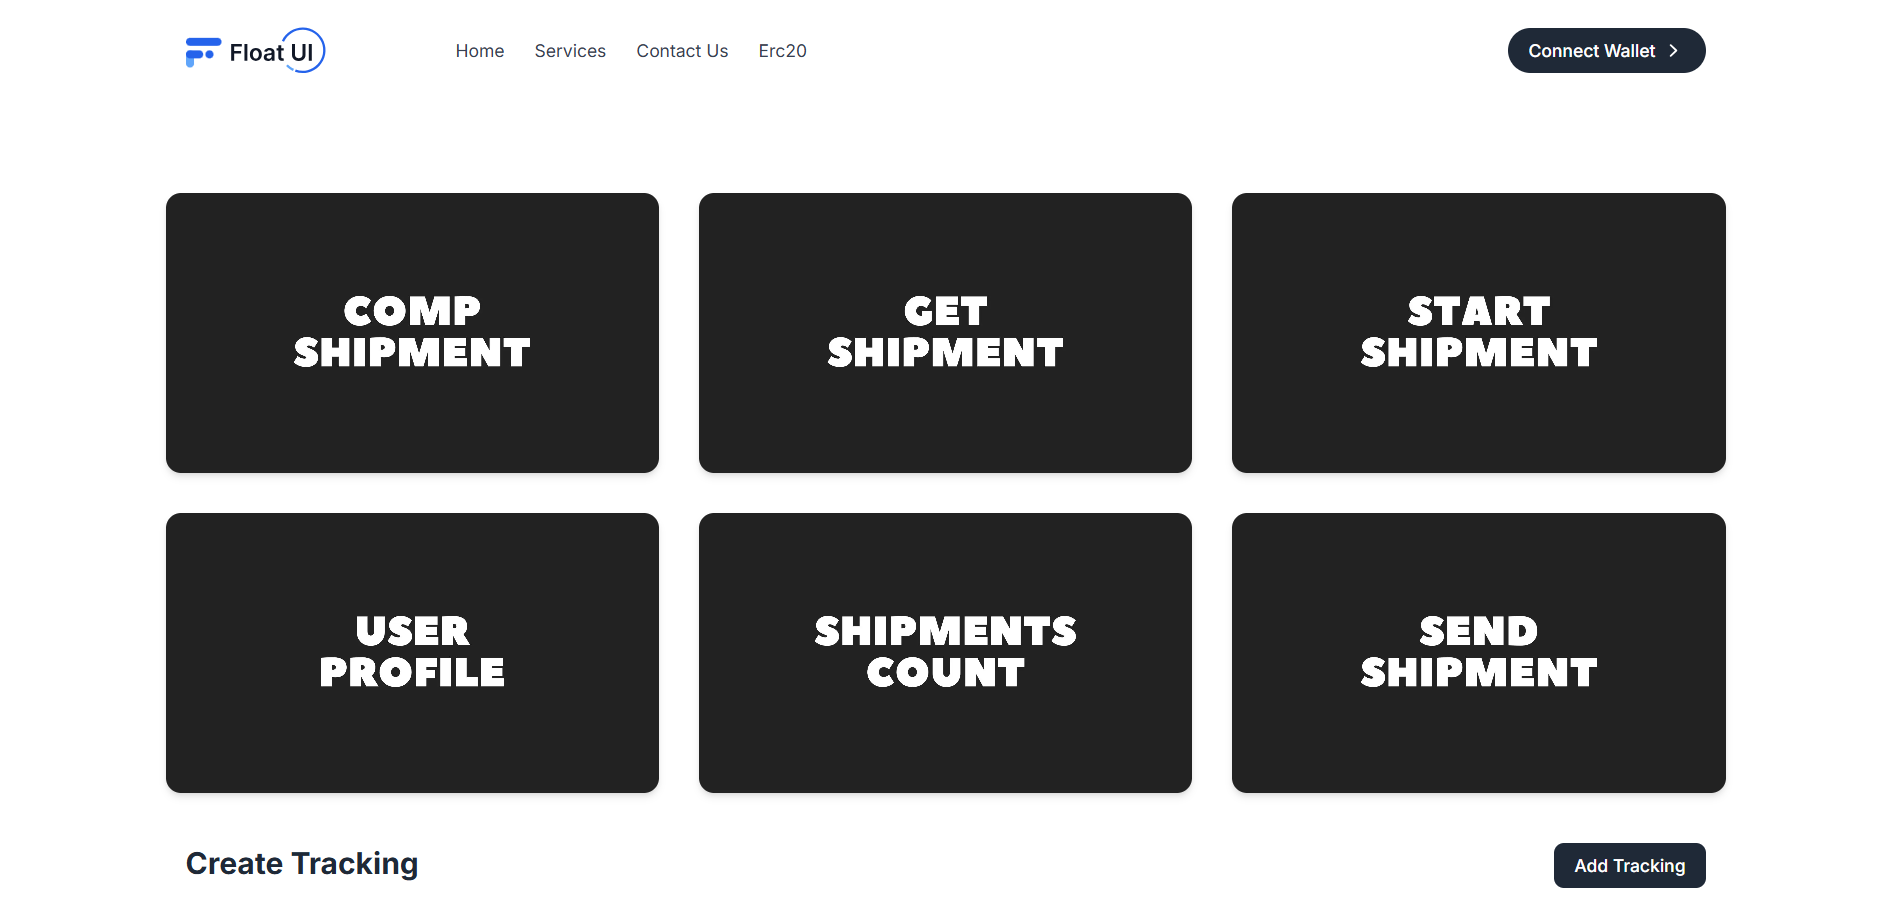 Float UI
Home
Services
Contact Us
Erc20
Connect Wallet
COMP
SHIPMENT
GET
SHIPMENT
START
SHIPMENT
USER
PROFILE
SHIPMENTS
COUNT
SEND
SHIPMENT
Create Tracking
Add Tracking